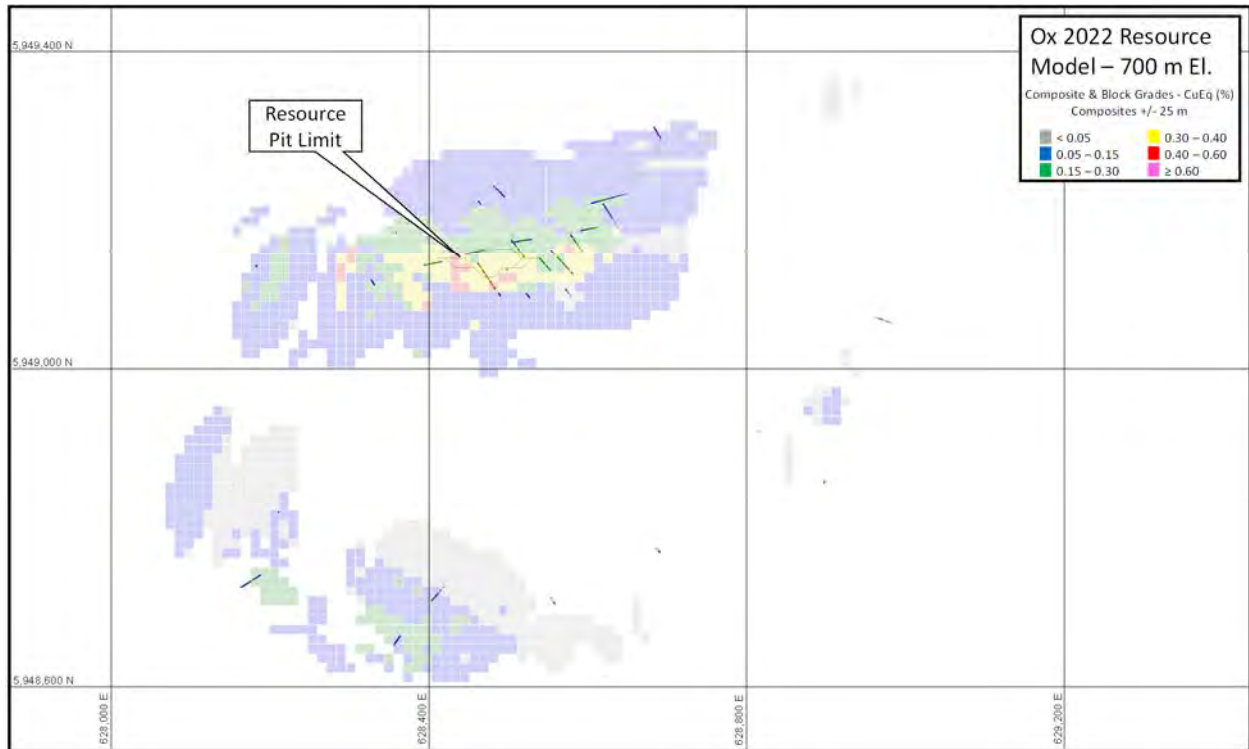 Ox 2022 Resource
Model – 700 m El.
Composite & Block Grades - CuEq (%)
Composites +/- 25 m
< 0.05
0.30 – 0.40
0.05 – 0.15
0.40 – 0.60
0.15 – 0.30
≥ 0.60
5,949,400 N
Resource
Pit Limit
5,949,000 N
5,948,600 N
628,000 E
628,400 E
628,800 E
629,200 E